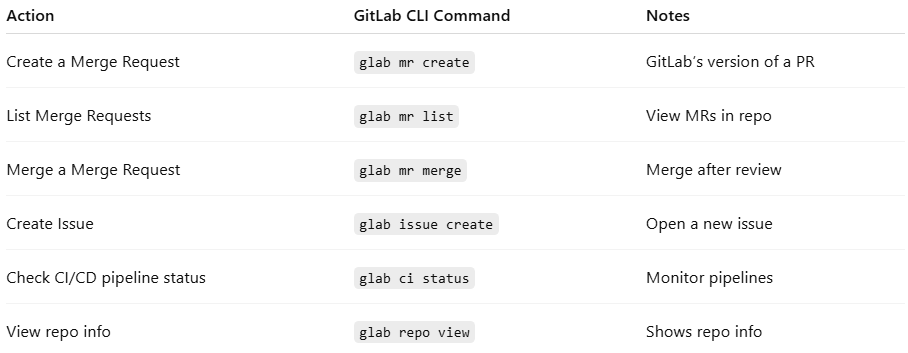 Action GitLab CLI Command Notes
Create a Merge Request glab mr create GitLab's version of a PR
List Merge Requests glab mr list View MRs in repo
Merge a Merge Request glab mr merge Merge after review
Create Issue glab issue create Open a new issue
Check CI/CD pipeline status glab ci status Monitor pipelines
View repo info glab repo view Shows repo info